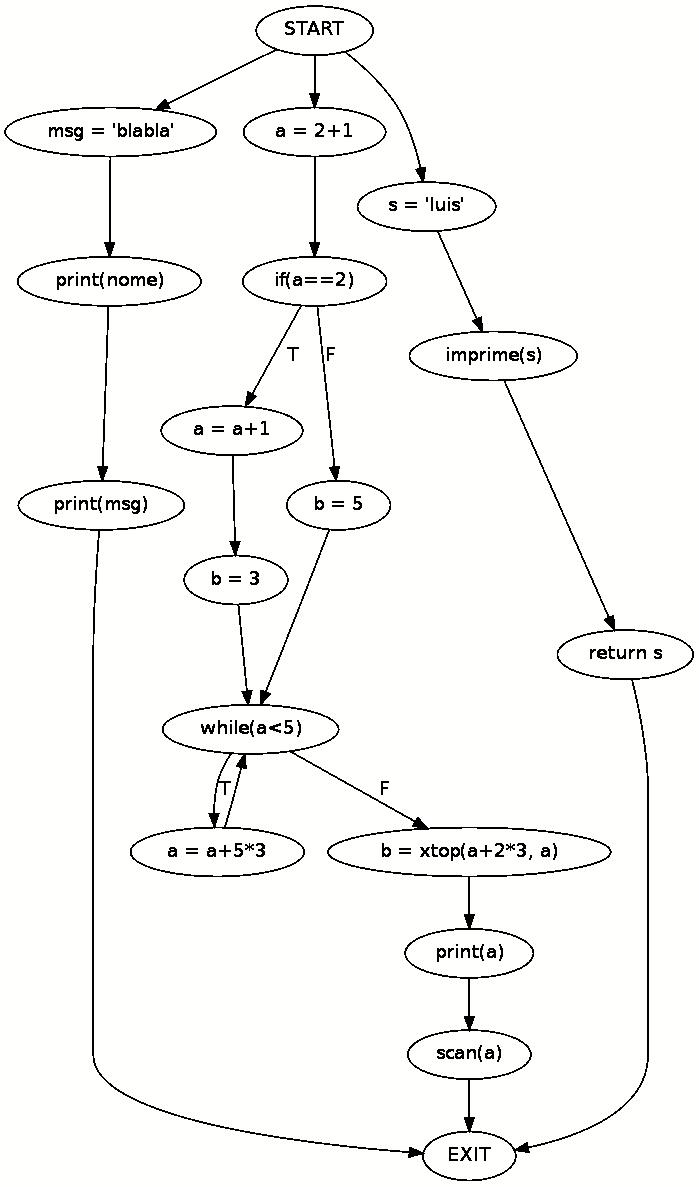 START
msg = 'blabla'
a = 2+1
s = 'luis'
print(nome)
if(a==2)
imprime(s)
T
F
a = a+1
print(msg)
b = 5
b = 3
return s
while(a<5)
T
F
a = a+5*3
b = xtop(a+2*3, a)
print(a)
scan(a)
EXIT